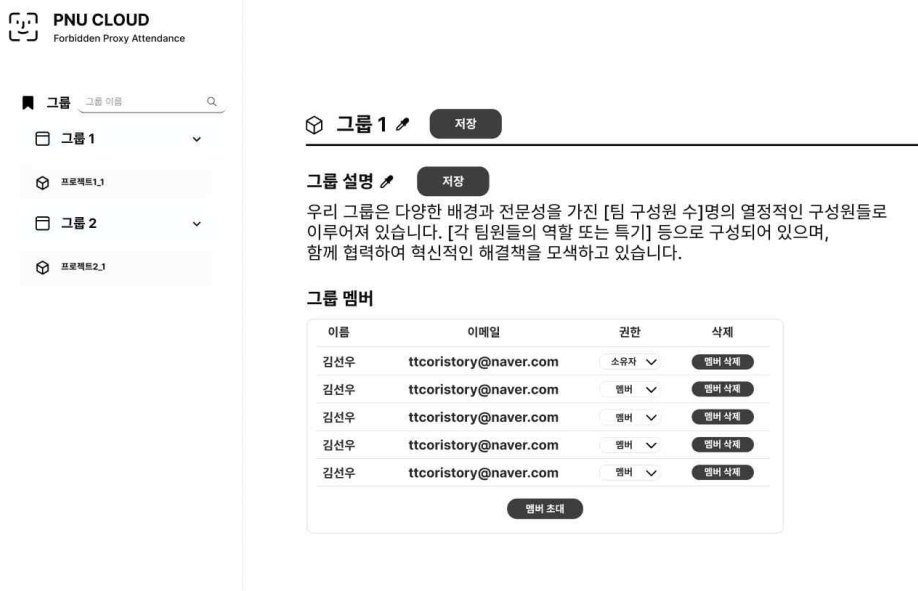 PNU CLOUD
Forbidden Proxy Attendance
그룹 그룹 이름
그룹 1
프로젝트1_1
그룹 2
프로젝트2_1
그룹 1 저장
그룹 설명 저장
우리 그룹은 다양한 배경과 전문성을 가진 [팀 구성원 수]명의 열정적인 구성원들로
이루어져 있습니다. [각 팀원들의 역할 또는 특기] 등으로 구성되어 있으며,
함께 협력하여 혁신적인 해결책을 모색하고 있습니다.
그룹 멤버
이름 이메일 권한 삭제
김선우 ttcoristory@naver.com 소유자 멤버 삭제
김선우 ttcoristory@naver.com 멤버 멤버 삭제
김선우 ttcoristory@naver.com 멤버 멤버 삭제
김선우 ttcoristory@naver.com 멤버 멤버 삭제
김선우 ttcoristory@naver.com 멤버 멤버 삭제
멤버 초대